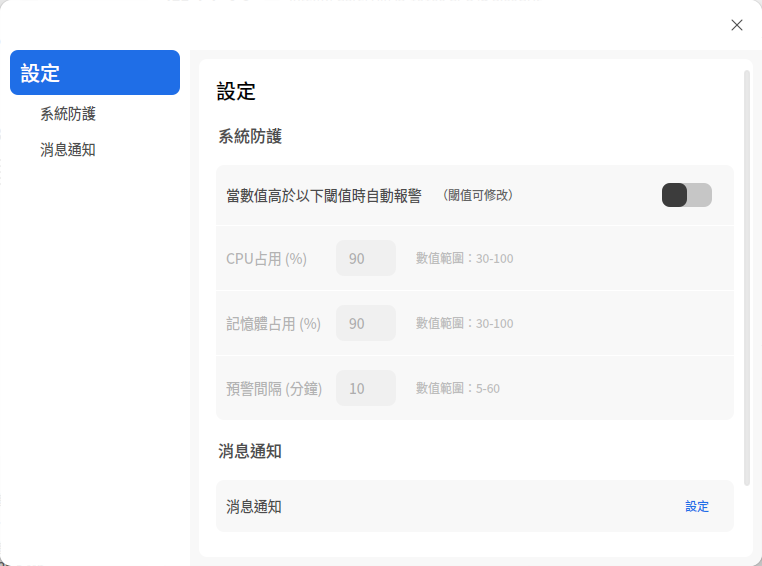 設定
系統防護
消息通知
設定
系統防護
當數值高於以下閾值時自動報警 （閾值可修改）
CPU占用 (%) 90 數值範圍：30-100
記憶體占用 (%) 90 數值範圍：30-100
預警間隔 (分鐘) 10 數值範圍：5-60
消息通知
消息通知 設定